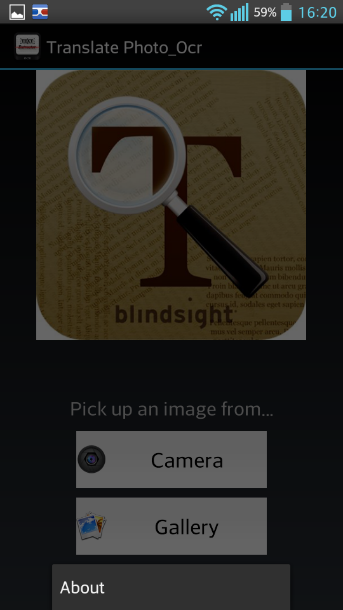 59% 16:20
Translate Photo_Ocr
T
blindsight
Pick up an image from...
Camera
Gallery
About